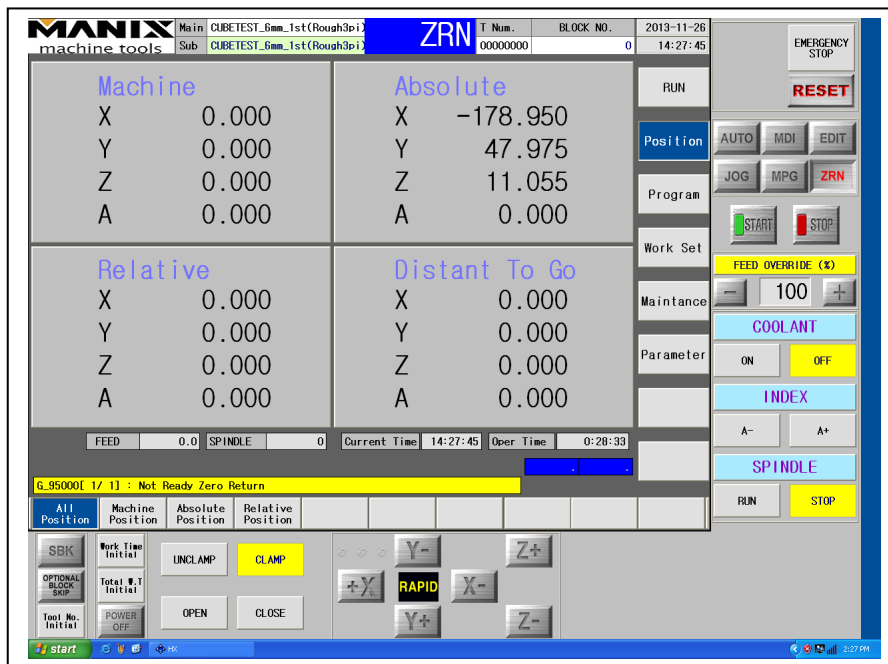 MANIX
machine tools
Main CUBETEST_6mm_1st(Rough3pi)
Sub CUBETEST_6mm_1st(Rough3pi)
ZRN
T Num. BLOCK NO.
00000000 0
2013-11-26
14:27:45
EMERGENCY
STOP
RESET
Machine
X 0.000
Y 0.000
Z 0.000
A 0.000
Absolute
X -178.950
Y 47.975
Z 11.055
A 0.000
Relative
X 0.000
Y 0.000
Z 0.000
A 0.000
Distant To Go
X 0.000
Y 0.000
Z 0.000
A 0.000
RUN
Position
Program
Work Set
Maintance
Parameter
AUTO MDI EDIT
JOG MPG ZRN
START STOP
FEED OVERRIDE (%)
- 100 +
COOLANT
ON OFF
INDEX
A- A+
SPINDLE
RUN STOP
FEED 0.0 SPINDLE 0 Current Time 14:27:45 Oper Time 0:28:33
. .
G_95000[ 1/ 1] : Not Ready Zero Return
All
Position
Machine
Position
Absolute
Position
Relative
Position
SBK
OPTIONAL
BLOCK
SKIP
Tool No.
Initial
Work Time
Initial
Total W.T
Initial
POWER
OFF
UNCLAMP CLAMP
OPEN CLOSE
Y- Z+
+X RAPID X-
Y+ Z-
start HX 2:27 PM